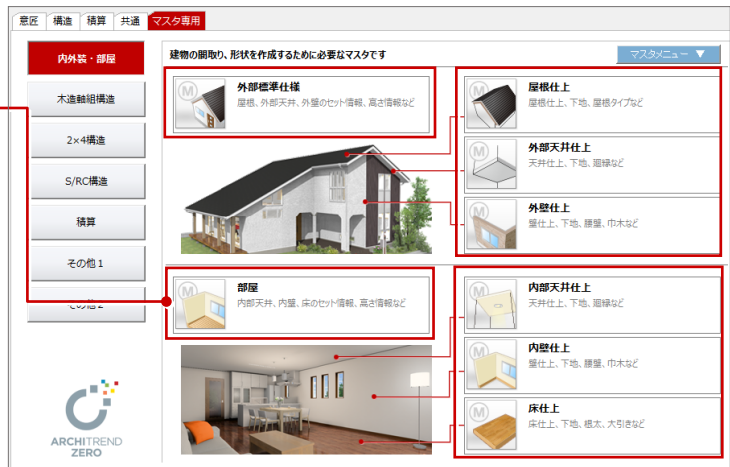 意匠 構造 積算 共通 マスタ専用
内外装・部屋
木造軸組構造
2×4構造
S/RC構造
積算
その他1
その他2
ARCHITREND
ZERO
建物の間取り、形状を作成するために必要なマスタです
マスタメニュー ▼
M
外部標準仕様
屋根、外部天井、外壁のセット情報、高さ情報など
M
屋根仕上
屋根仕上、下地、屋根タイプなど
M
外部天井仕上
天井仕上、下地、廻縁など
M
外壁仕上
壁仕上、下地、腰壁、巾木など
M
部屋
内部天井、内壁、床のセット情報、高さ情報など
M
内部天井仕上
天井仕上、下地、廻縁など
M
内壁仕上
壁仕上、下地、腰壁、巾木など
M
床仕上
床仕上、下地、根太、大引きなど